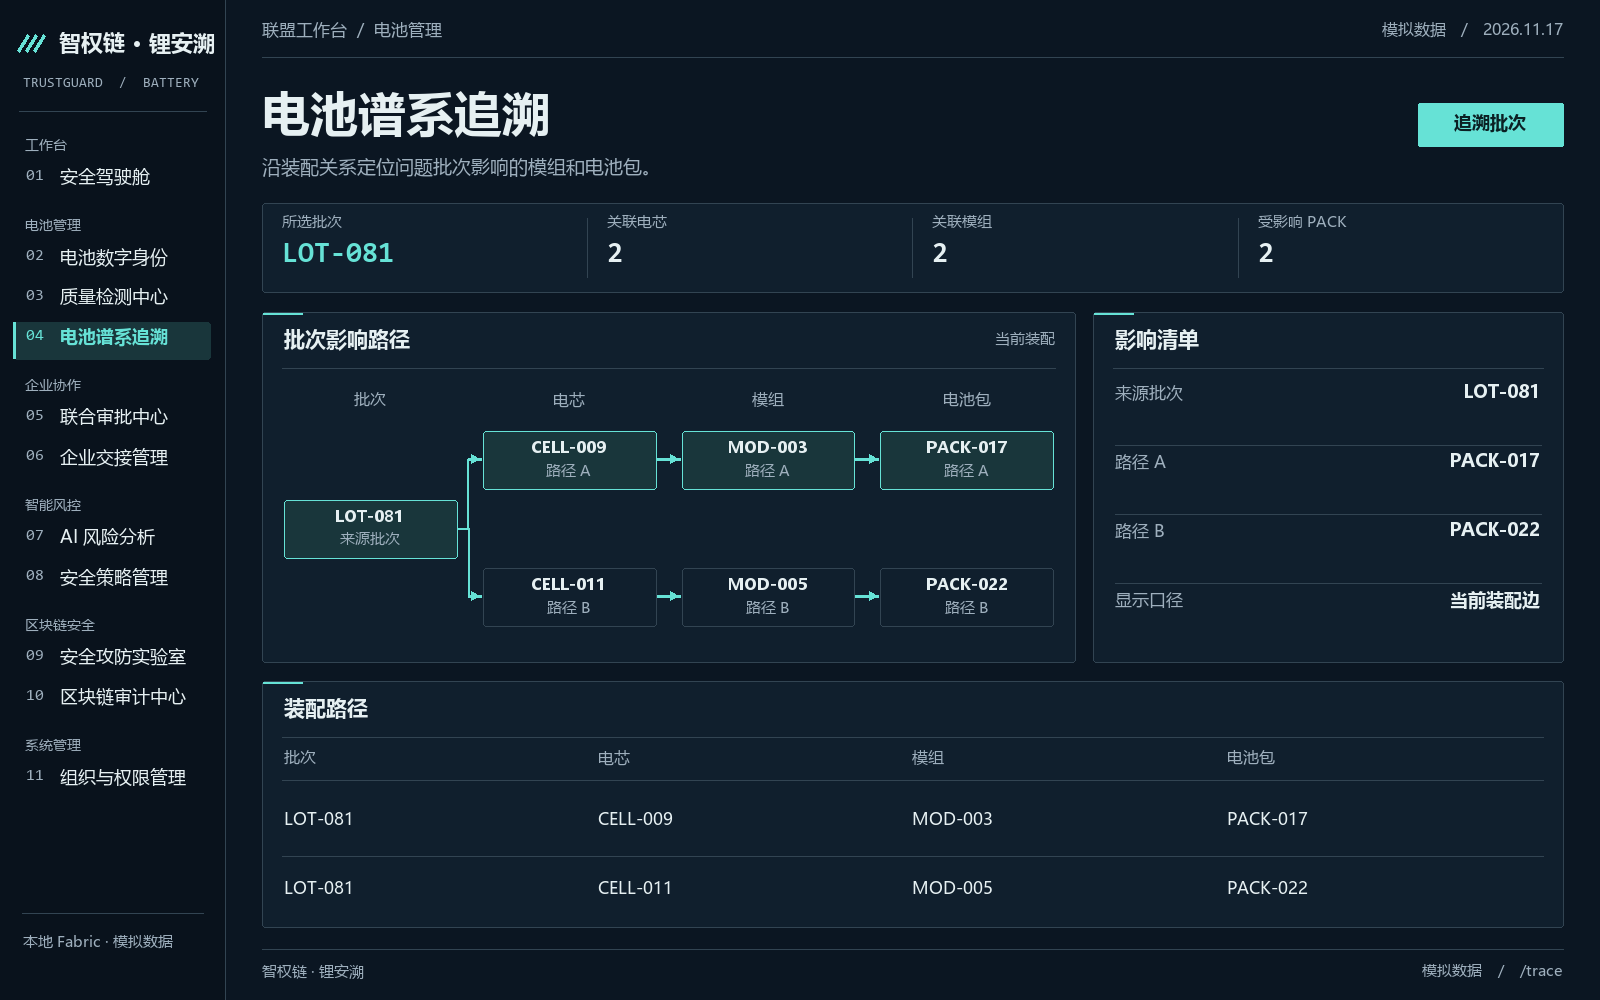 智权链·锂安溯
TRUSTGUARD / BATTERY
工作台
01 安全驾驶舱
电池管理
02 电池数字身份
03 质量检测中心
04 电池谱系追溯
企业协作
05 联合审批中心
06 企业交接管理
智能风控
07 AI 风险分析
08 安全策略管理
区块链安全
09 安全攻防实验室
10 区块链审计中心
系统管理
11 组织与权限管理
本地 Fabric · 模拟数据
联盟工作台 / 电池管理
模拟数据 / 2026.11.17
电池谱系追溯
沿装配关系定位问题批次影响的模组和电池包。
追溯批次
所选批次
LOT-081
关联电芯
2
关联模组
2
受影响 PACK
2
批次影响路径
当前装配
批次 电芯 模组 电池包
CELL-009
路径 A
MOD-003
路径 A
PACK-017
路径 A
LOT-081
来源批次
CELL-011
路径 B
MOD-005
路径 B
PACK-022
路径 B
影响清单
来源批次 LOT-081
路径 A PACK-017
路径 B PACK-022
显示口径 当前装配边
装配路径
批次 电芯 模组 电池包
LOT-081 CELL-009 MOD-003 PACK-017
LOT-081 CELL-011 MOD-005 PACK-022
智权链 · 锂安溯
模拟数据 / /trace